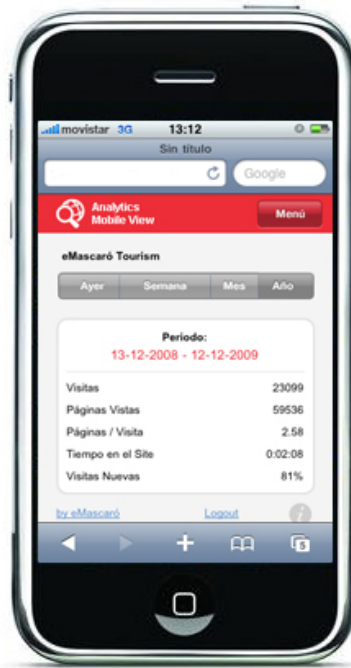 movistar 3G 13:12
Sin título
Google
Analytics
Mobile View
Menú
eMascaró Tourism
Ayer Semana Mes Año
Periodo:
13-12-2008 - 12-12-2009
Visitas 23099
Páginas Vistas 59536
Páginas / Visita 2.58
Tiempo en el Site 0:02:08
Visitas Nuevas 81%
by eMascaró Logout i
5